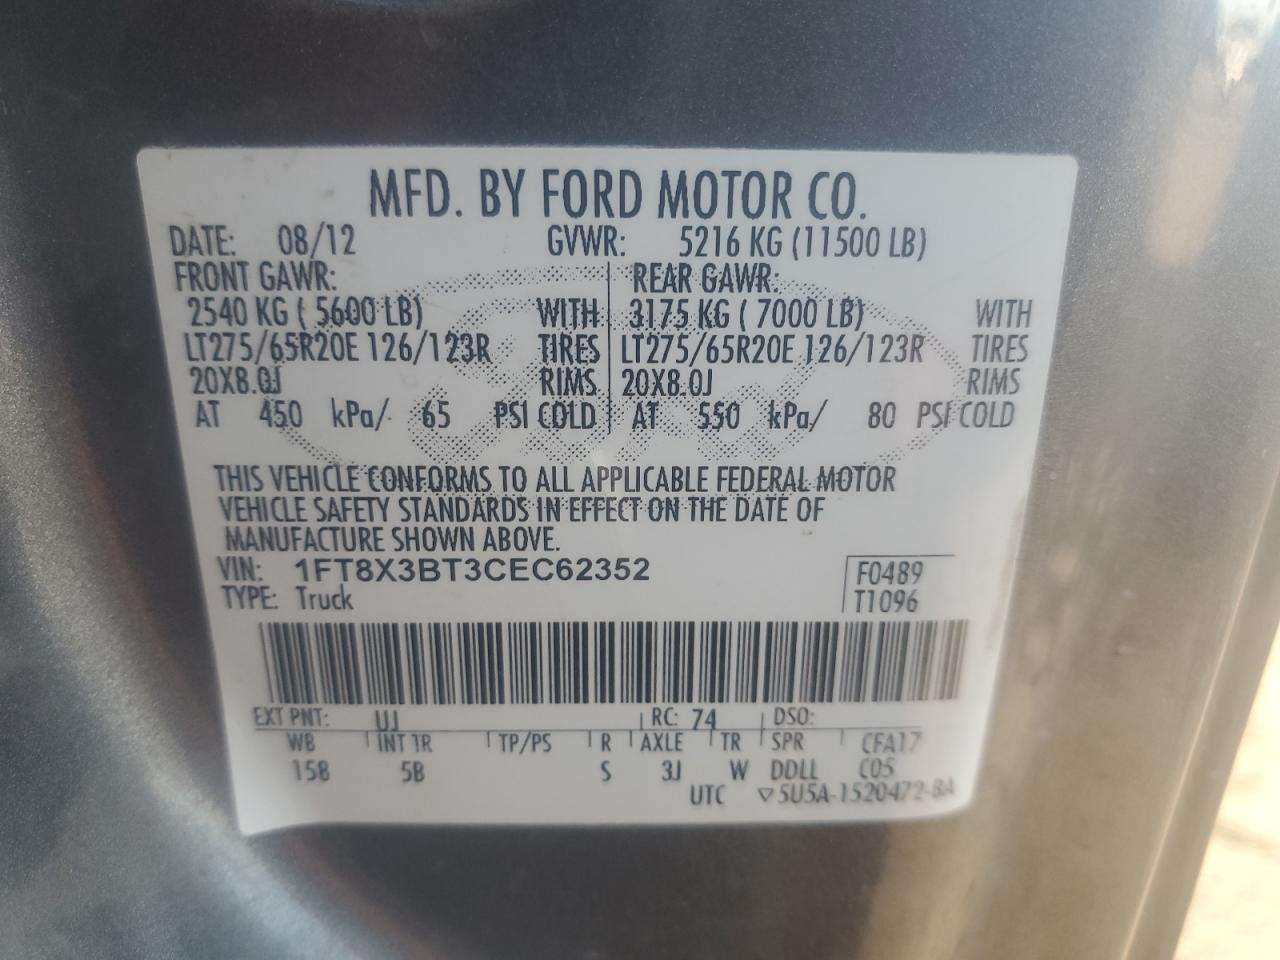 MFD. BY FORD MOTOR CO.
DATE: 08/12 GVWR: 5216 KG (11500 LB)
FRONT GAWR: REAR GAWR:
2540 KG ( 5600 LB) WITH 3175 KG ( 7000 LB) WITH
LT275/65R20E 126/123R TIRES LT275/65R20E 126/123R TIRES
20X8.0J RIMS 20X8.0J RIMS
AT 450 kPa/ 65 PSI COLD AT 550 kPa/ 80 PSI COLD
THIS VEHICLE CONFORMS TO ALL APPLICABLE FEDERAL MOTOR
VEHICLE SAFETY STANDARDS IN EFFECT ON THE DATE OF
MANUFACTURE SHOWN ABOVE.
VIN: 1FT8X3BT3CEC62352 F0489
TYPE: Truck T1096
EXT PNT: UJ RC: 74 DSO:
WB INT TR TP/PS R AXLE TR SPR CFA17
158 5B S 3J W DDLL C05
UTC ▽5U5A-1520472-BA